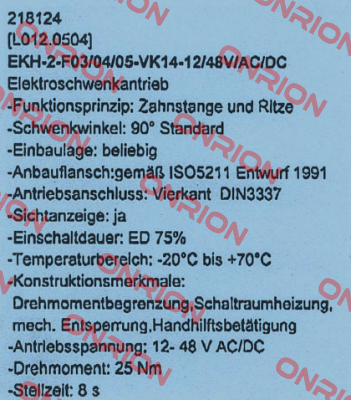 218124
[L012.0504]
EKH-2-F03/04/05-VK14-12/48V/AC/DC
Elektroschwenkantrieb
-Funktionsprinzip: Zahnstange und Ritze
-Schwenkwinkel: 90° Standard
-Einbaulage: beliebig
-Anbauflansch:gemäß ISO5211 Entwurf 1991
-Antriebsanschluss: Vierkant DIN3337
-Sichtanzeige: ja
-Einschaltdauer: ED 75%
-Temperaturbereich: -20°C bis +70°C
-Konstruktionsmerkmale:
Drehmomentbegrenzung,Schaltraumheizung,
mech. Entsperrung,Handhilftsbetätigung
-Antriebsspannung: 12- 48 V AC/DC
-Drehmoment: 25 Nm
-Stellzeit: 8 s
ONRION